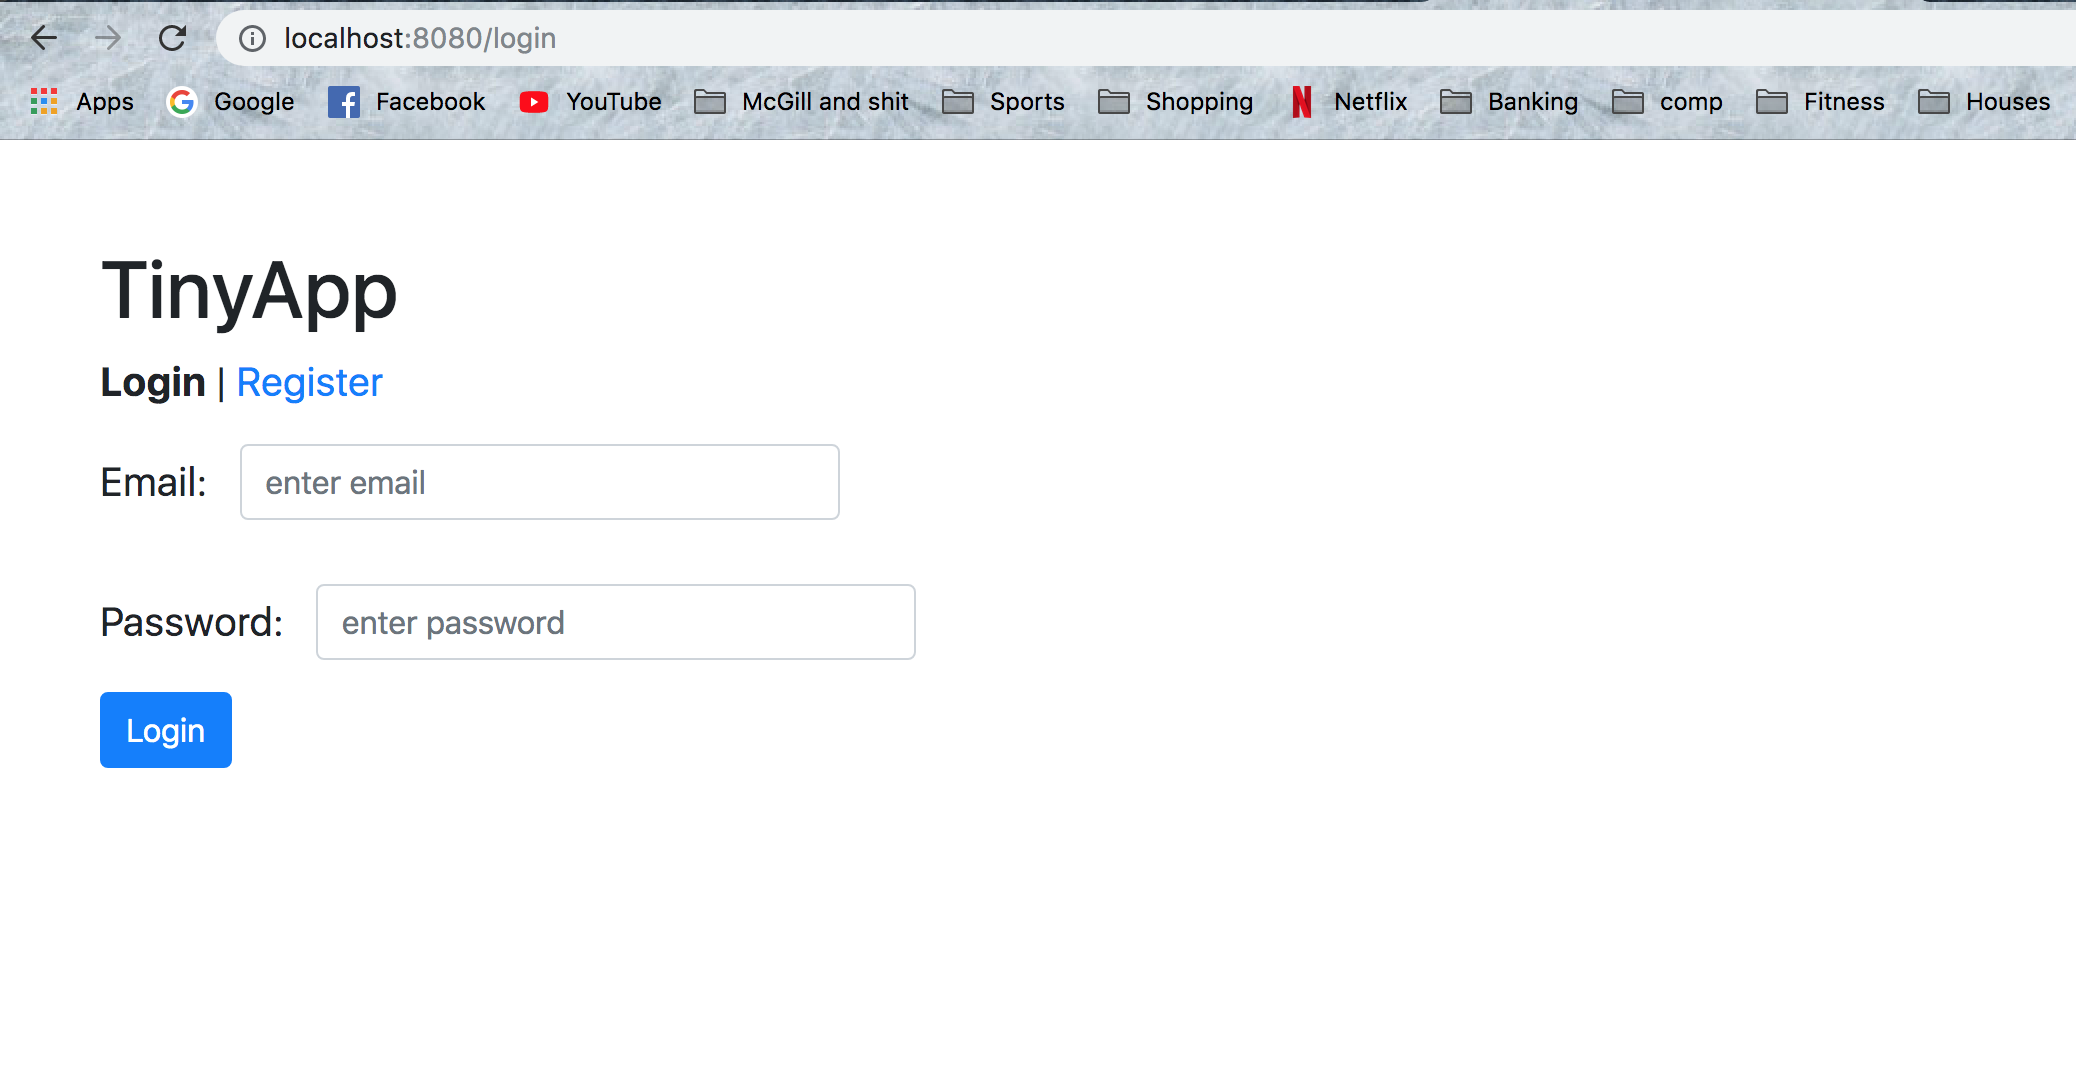 localhost:8080/login
Apps Google Facebook YouTube McGill and shit Sports Shopping Netflix Banking comp Fitness Houses
TinyApp
Login | Register
Email: enter email
Password: enter password
Login